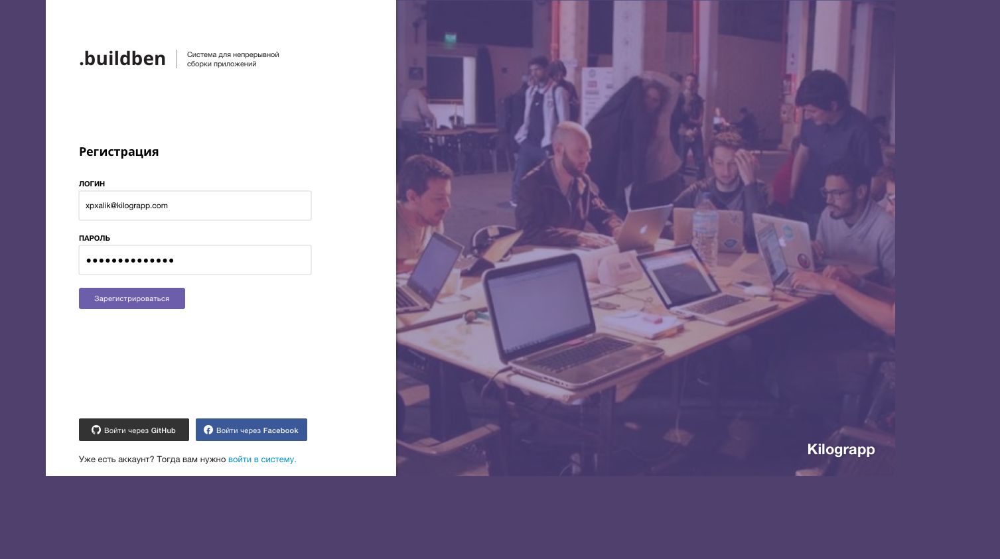 .buildben
Система для непрерывной
сборки приложений
Регистрация
ЛОГИН
xpxalik@kilograpp.com
ПАРОЛЬ
••••••••••••••
Зарегистрироваться
Войти через GitHub
Войти через Facebook
Уже есть аккаунт? Тогда вам нужно войти в систему.
Kilograpp